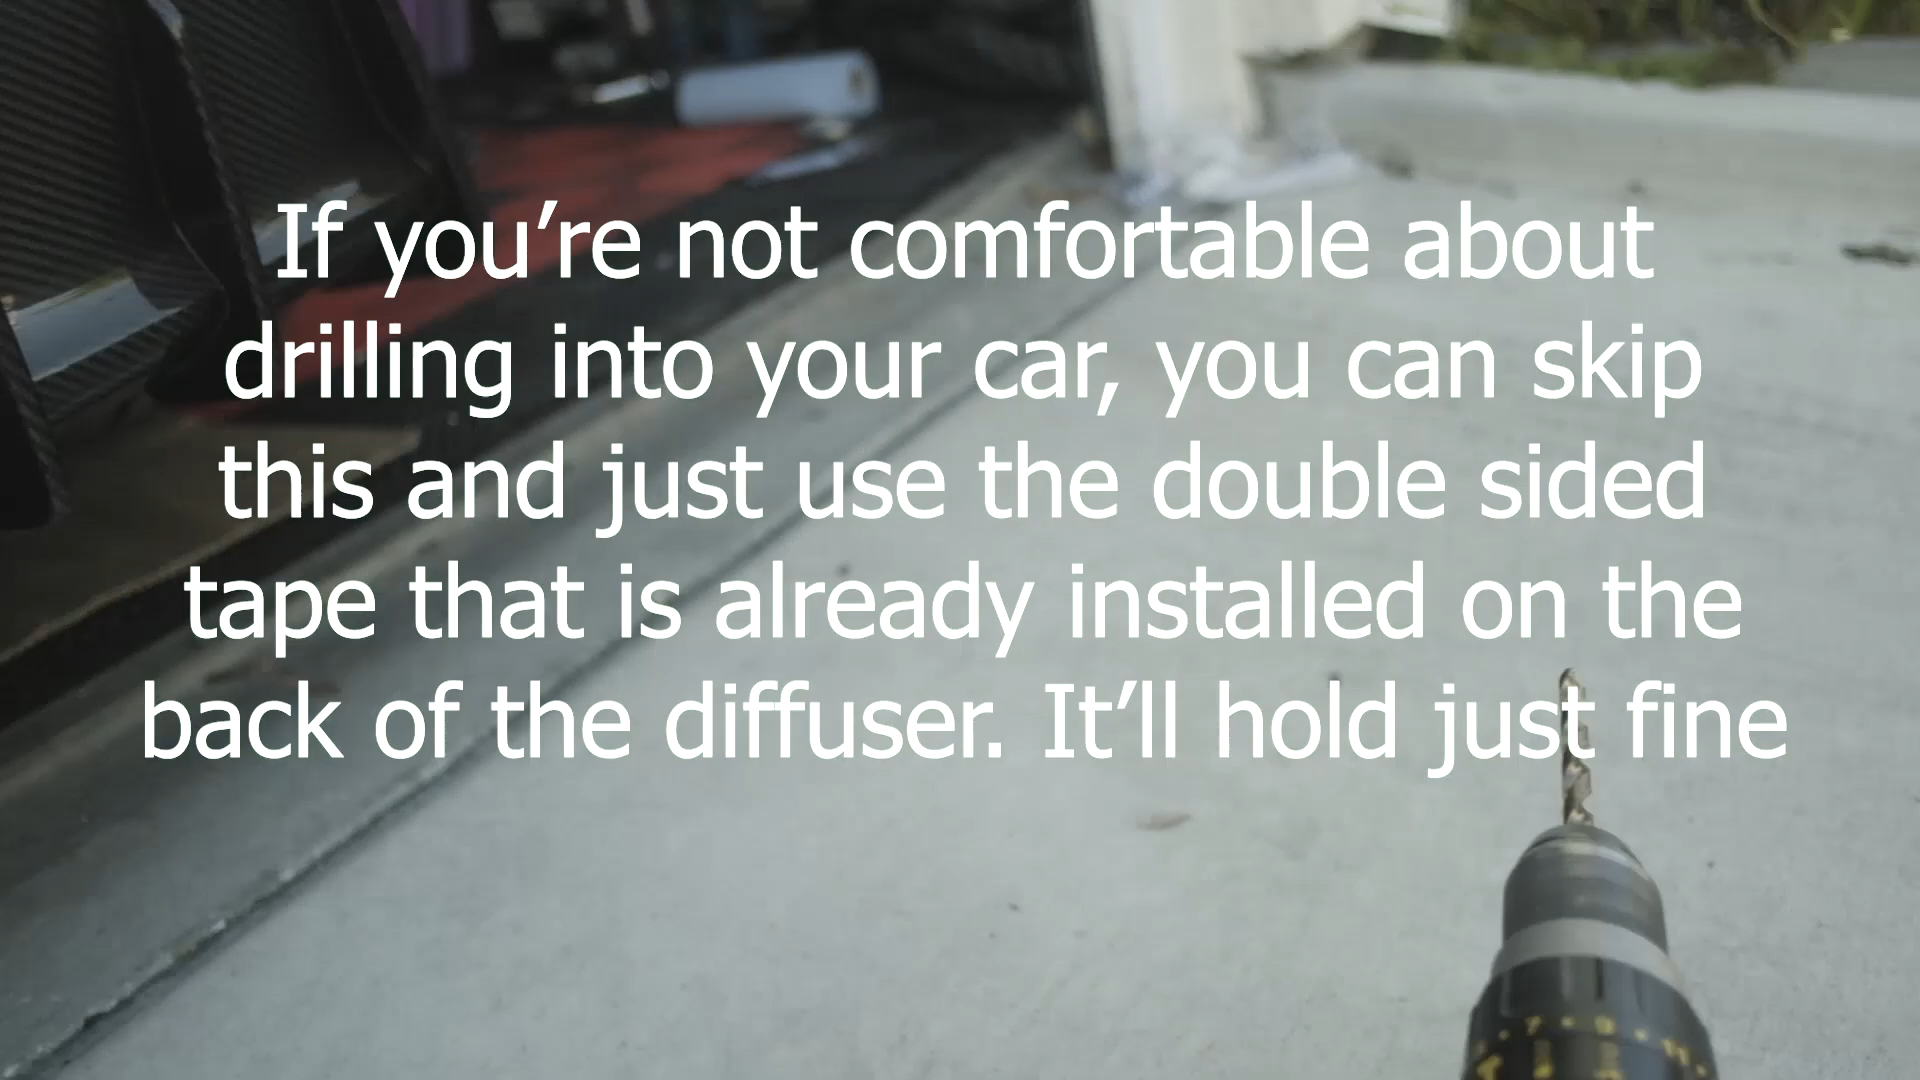 If you’re not comfortable about
drilling into your car, you can skip
this and just use the double sided
tape that is already installed on the
back of the diffuser. It’ll hold just fine